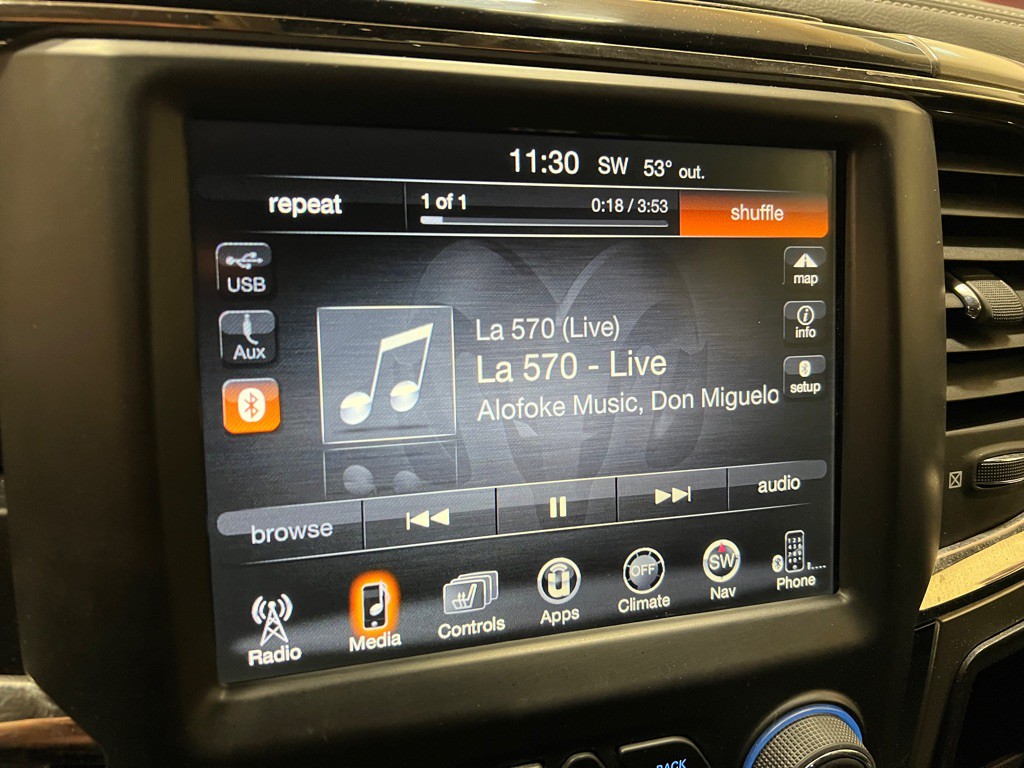 11:30 SW 53° out.
repeat 1 of 1 0:18 / 3:53 shuffle
USB
Aux
La 570 (Live)
La 570 - Live
Alofoke Music, Don Miguelo
map
info
setup
browse audio
Radio Media Controls Apps OFF Climate SW Nav Phone
BACK